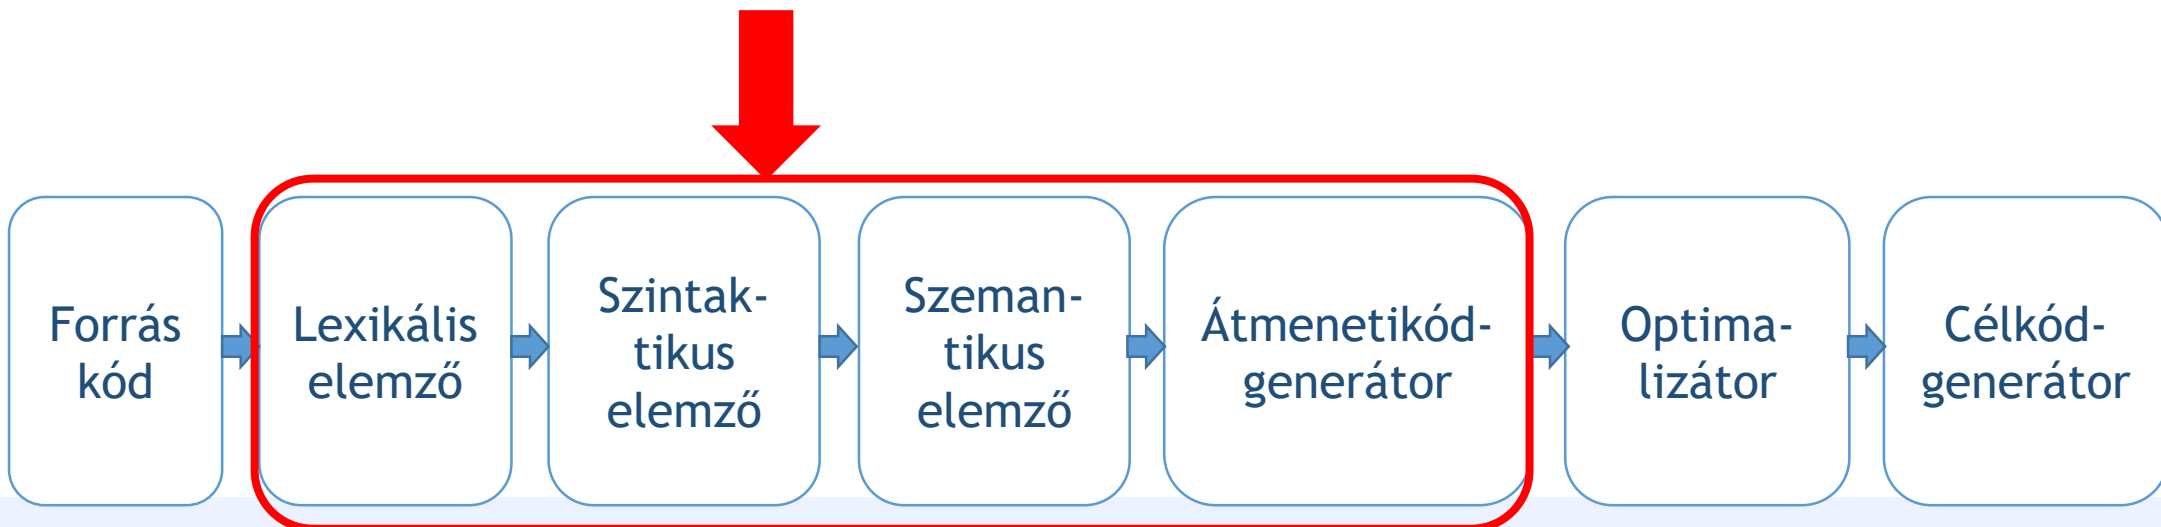 Forrás
kód
Lexikális
elemző
Szintak-
tikus
elemző
Szeman-
tikus
elemző
Átmenetikód-
generátor
Optima-
lizátor
Célkód-
generátor